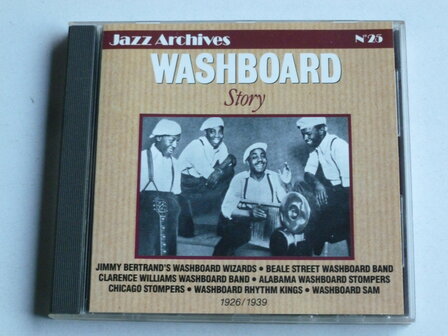 Jazz Archives N°25
WASHBOARD
Story
JIMMY BERTRAND'S WASHBOARD WIZARDS • BEALE STREET WASHBOARD BAND
CLARENCE WILLIAMS WASHBOARD BAND • ALABAMA WASHBOARD STOMPERS
CHICAGO STOMPERS • WASHBOARD RHYTHM KINGS • WASHBOARD SAM
1926/1939